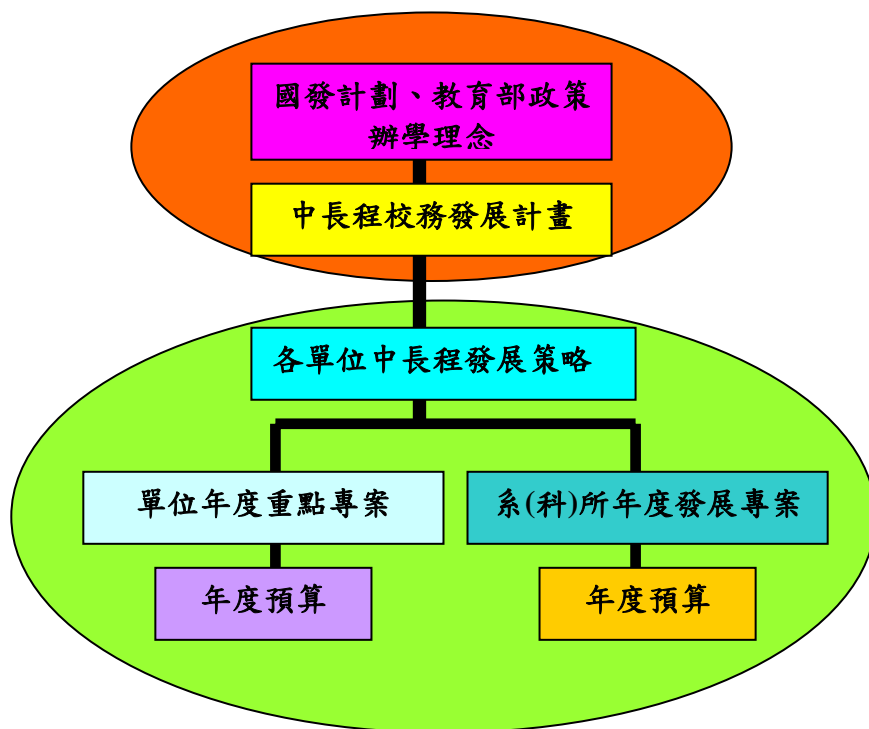 國發計劃、教育部政策
辦學理念
中長程校務發展計畫
各單位中長程發展策略
單位年度重點專案
系(科)所年度發展專案
年度預算
年度預算